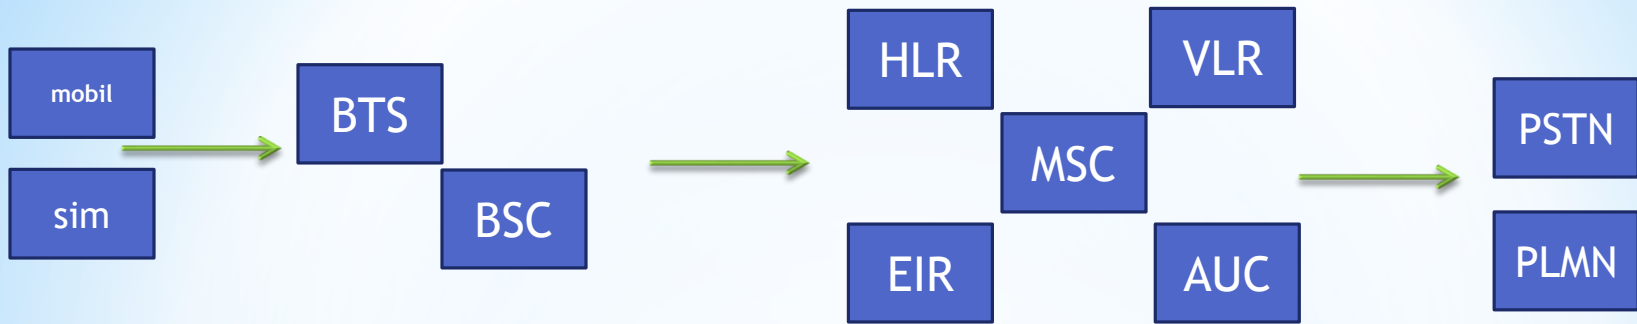 mobil
sim
BTS
BSC
HLR
VLR
MSC
EIR
AUC
PSTN
PLMN